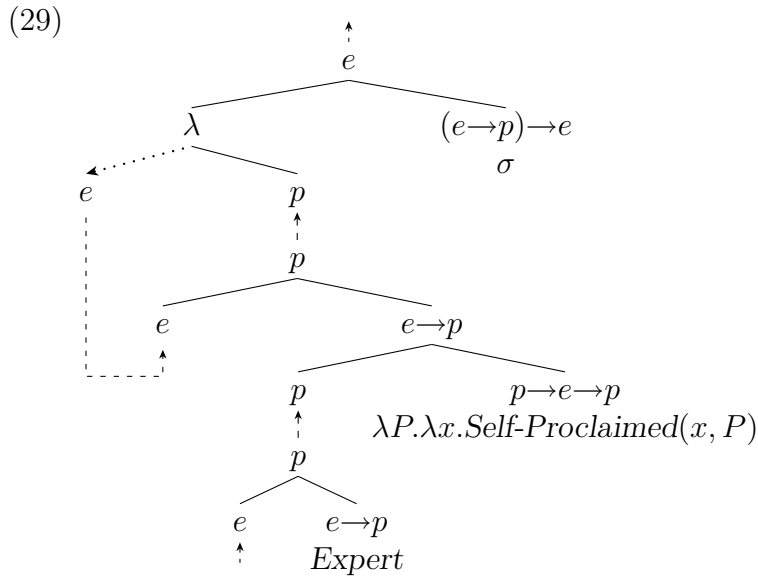 (29)
e
λ (e→p)→e
σ
e p
p
e e→p
p p→e→p
λP.λx.Self-Proclaimed(x, P)
p
e e→p
Expert